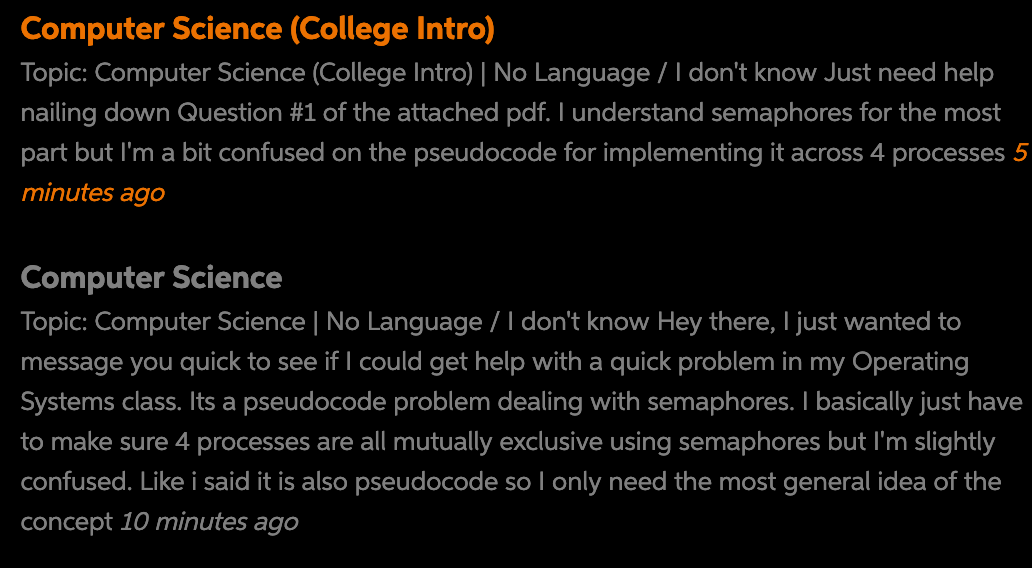 Computer Science (College Intro)
Topic: Computer Science (College Intro) | No Language / I don't know Just need help
nailing down Question #1 of the attached pdf. I understand semaphores for the most
part but I'm a bit confused on the pseudocode for implementing it across 4 processes 5
minutes ago
Computer Science
Topic: Computer Science | No Language / I don't know Hey there, I just wanted to
message you quick to see if I could get help with a quick problem in my Operating
Systems class. Its a pseudocode problem dealing with semaphores. I basically just have
to make sure 4 processes are all mutually exclusive using semaphores but I'm slightly
confused. Like i said it is also pseudocode so I only need the most general idea of the
concept 10 minutes ago